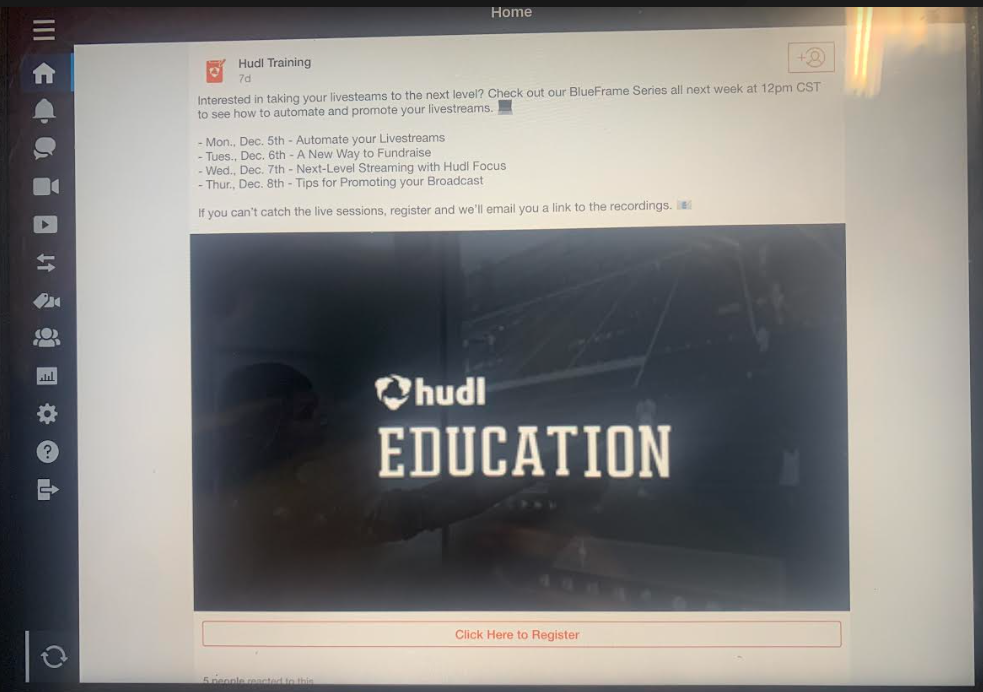 Home
Hudl Training
7d
Interested in taking your livesteams to the next level? Check out our BlueFrame Series all next week at 12pm CST
to see how to automate and promote your livestreams.
- Mon., Dec. 5th - Automate your Livestreams
- Tues., Dec. 6th - A New Way to Fundraise
- Wed., Dec. 7th - Next-Level Streaming with Hudl Focus
- Thur., Dec. 8th - Tips for Promoting your Broadcast
If you can't catch the live sessions, register and we'll email you a link to the recordings.
hudl
EDUCATION
Click Here to Register
5 people reacted to this